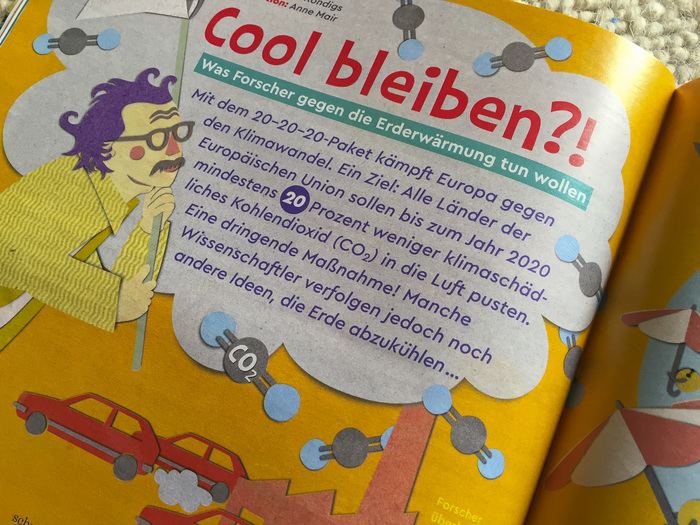 Anne Mair
Cool bleiben?!
Was Forscher gegen die Erderwärmung tun wollen
Mit dem 20-20-20-Paket kämpft Europa gegen
den Klimawandel. Ein Ziel: Alle Länder der
Europäischen Union sollen bis zum Jahr 2020
mindestens 20 Prozent weniger klimaschäd-
liches Kohlendioxid (CO₂) in die Luft pusten.
Eine dringende Maßnahme! Manche
Wissenschaftler verfolgen jedoch noch
andere Ideen, die Erde abzukühlen...
CO₂
Forscher